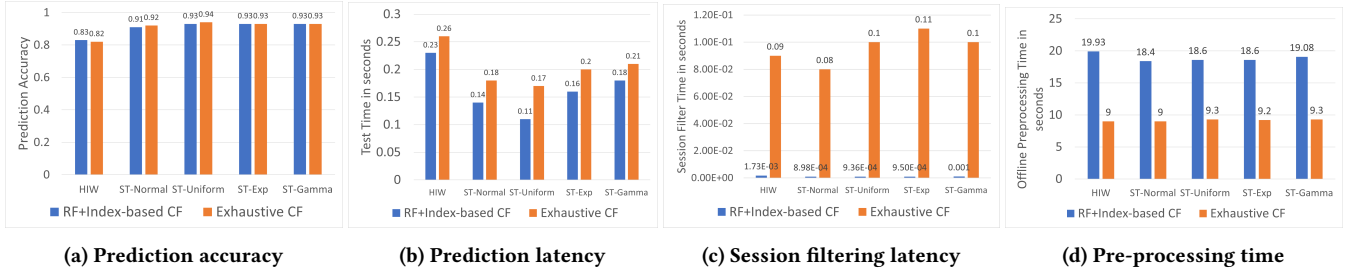 Prediction Accuracy
1
0.8
0.6
0.4
0.2
0
0.83 0.82 0.91 0.92 0.93 0.94 0.93 0.93 0.93 0.93
HIW ST-Normal ST-Uniform ST-Exp ST-Gamma
RF+Index-based CF Exhaustive CF
(a) Prediction accuracy
Test Time in seconds
0.3
0.25
0.2
0.15
0.1
0.05
0
0.23 0.26 0.14 0.18 0.11 0.17 0.16 0.2 0.18 0.21
HIW ST-Normal ST-Uniform ST-Exp ST-Gamma
RF+Index-based CF Exhaustive CF
(b) Prediction latency
Session Filter Time in seconds
1.20E-01
1.00E-01
8.00E-02
6.00E-02
4.00E-02
2.00E-02
0.00E+00
1.73E-03 0.09 8.98E-04 0.08 9.36E-04 0.1 9.50E-04 0.11 0.001 0.1
HIW ST-Normal ST-Uniform ST-Exp ST-Gamma
RF+Index-based CF Exhaustive CF
(c) Session filtering latency
Offline Preprocessing Time in
seconds
25
20
15
10
5
0
19.93 9 18.4 9 18.6 9.3 18.6 9.2 19.08 9.3
HIW ST-Normal ST-Uniform ST-Exp ST-Gamma
RF+Index-based CF Exhaustive CF
(d) Pre-processing time